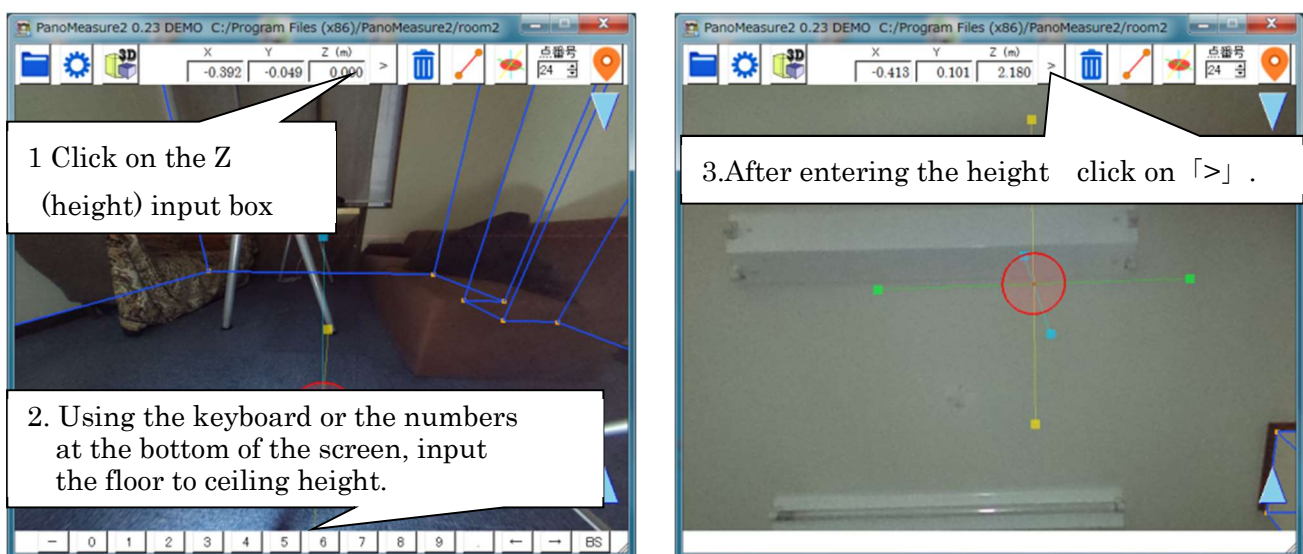 PanoMeasure2 0.23 DEMO C:/Program Files (x86)/PanoMeasure2/room2
3D
X Y Z (m)
-0.392 -0.049 0.000 >
点番号
24
1 Click on the Z
(height) input box
2. Using the keyboard or the numbers
at the bottom of the screen, input
the floor to ceiling height.
- 0 1 2 3 4 5 6 7 8 9 . ← → BS
PanoMeasure2 0.23 DEMO C:/Program Files (x86)/PanoMeasure2/room2
3D
X Y Z (m)
-0.413 0.101 2.180 >
点番号
24
3.After entering the height click on「>」.